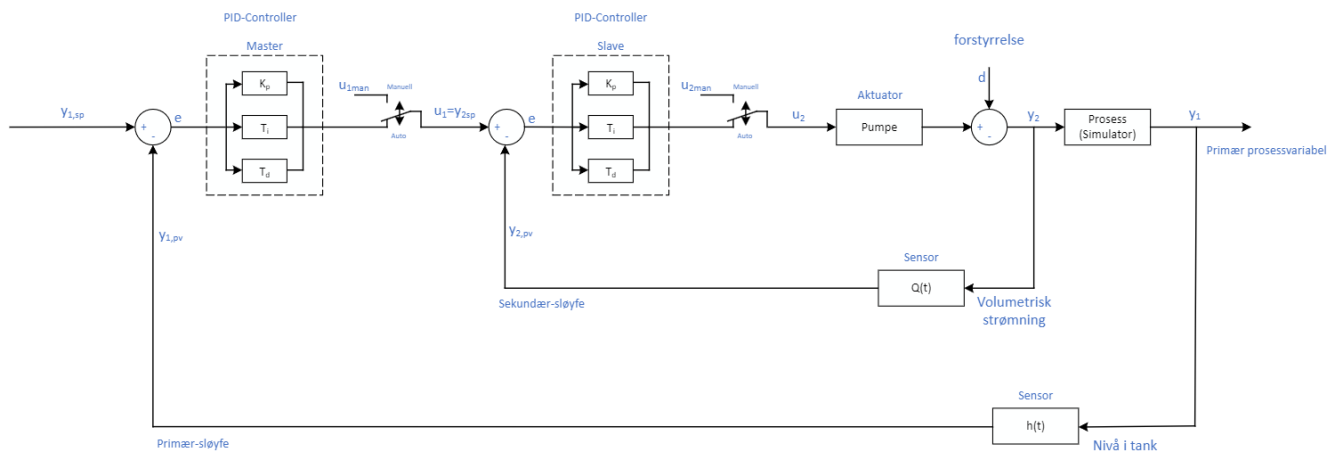 PID-Controller
PID-Controller
Master
Slave
forstyrrelse
Kp
Kp
u1man
Manuell
u2man
Manuell
d
Aktuator
y1,sp
+
-
e
Ti
Auto
u1=y2sp
+
-
e
Ti
Auto
u2
Pumpe
+
-
y2
Prosess
(Simulator)
y1
Primær prosessvariabel
Td
Td
y1,pv
y2,pv
Sensor
Q(t)
Sekundær-sløyfe
Volumetrisk
strømning
Sensor
h(t)
Primær-sløyfe
Nivå i tank